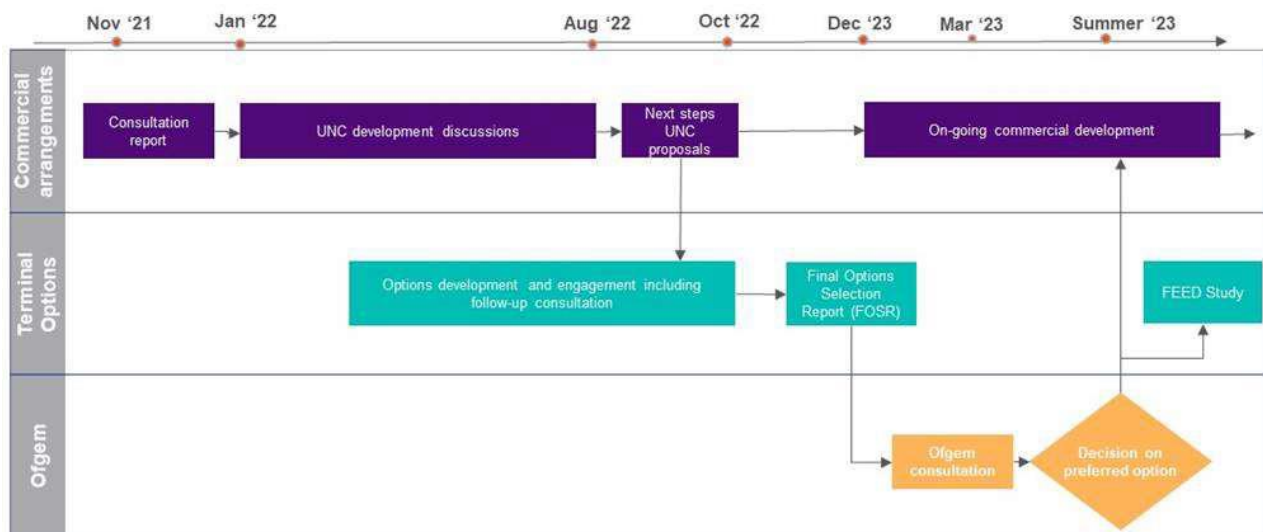 Nov ‘21
Jan ‘22
Aug ‘22
Oct ‘22
Dec ‘23
Mar ‘23
Summer ‘23
Commercial
arrangements
Consultation
report
UNC development discussions
Next steps
UNC
proposals
On-going commercial development
Terminal
Options
Options development and engagement including
follow-up consultation
Final Options
Selection
Report (FOSR)
FEED Study
Ofgem
Ofgem
consultation
Decision on
preferred option